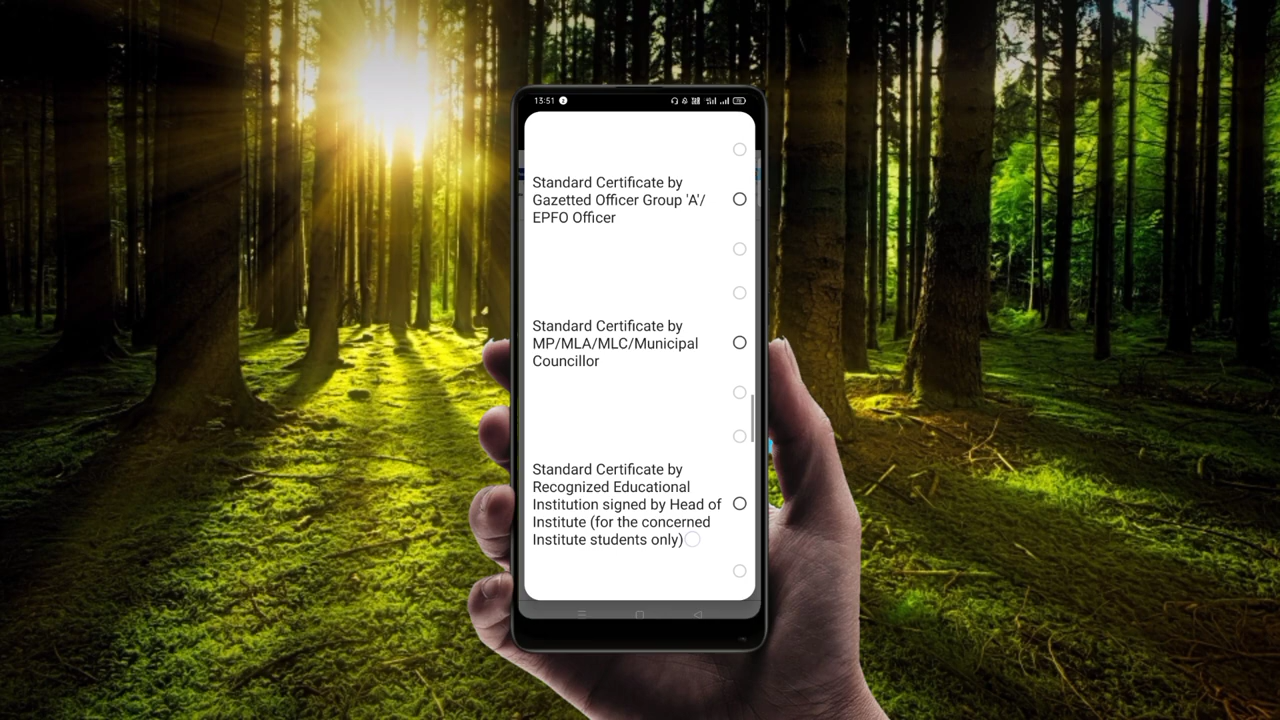 13:51
Standard Certificate by
Gazetted Officer Group 'A'/
EPFO Officer
Standard Certificate by
MP/MLA/MLC/Municipal
Councillor
Standard Certificate by
Recognized Educational
Institution signed by Head of
Institute (for the concerned
Institute students only)